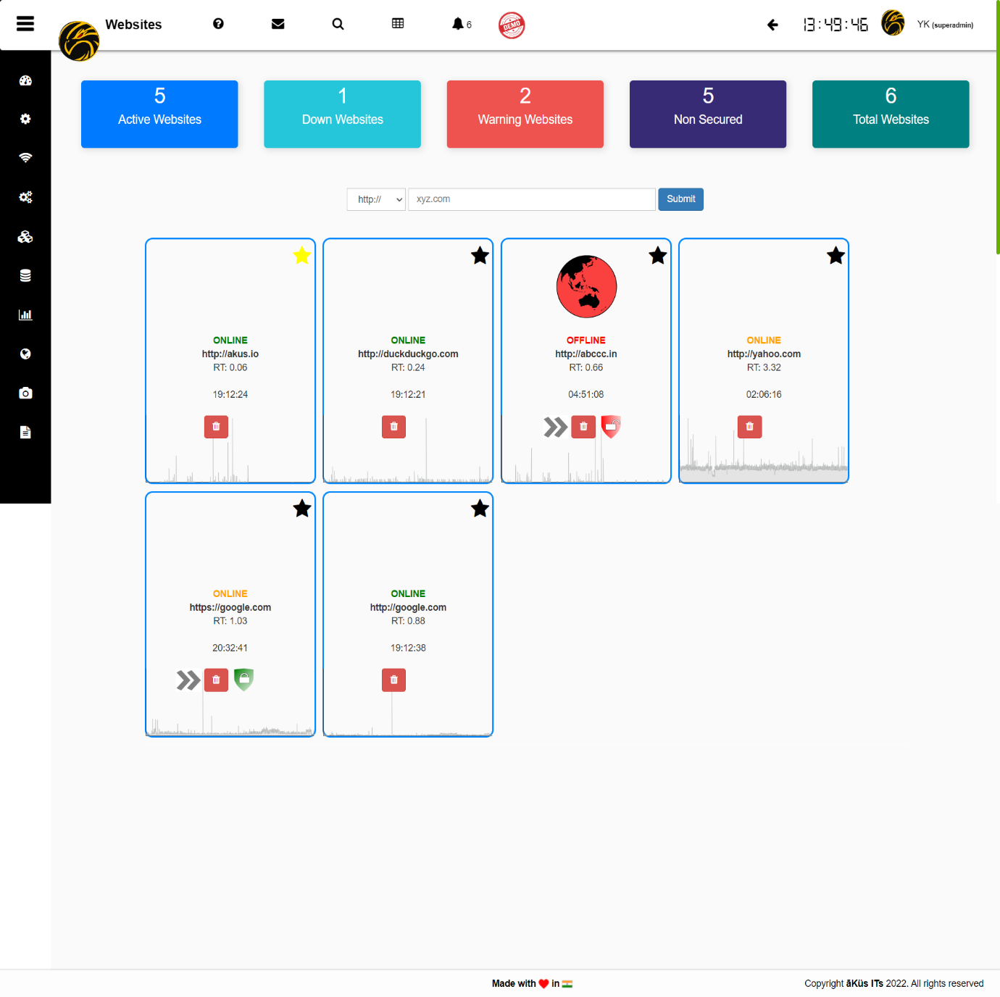 Websites
6
DEMO
13:49:46
YK (superadmin)
5
Active Websites
1
Down Websites
2
Warning Websites
5
Non Secured
6
Total Websites
http://
xyz.com
Submit
ONLINE
http://akus.io
RT: 0.06
19:12:24
ONLINE
http://duckduckgo.com
RT: 0.24
19:12:21
OFFLINE
http://abccc.in
RT: 0.66
04:51:08
ONLINE
http://yahoo.com
RT: 3.32
02:06:16
ONLINE
https://google.com
RT: 1.03
20:32:41
ONLINE
http://google.com
RT: 0.88
19:12:38
Made with ❤️ in 🇮🇳
Copyright āKüs ITs 2022. All rights reserved